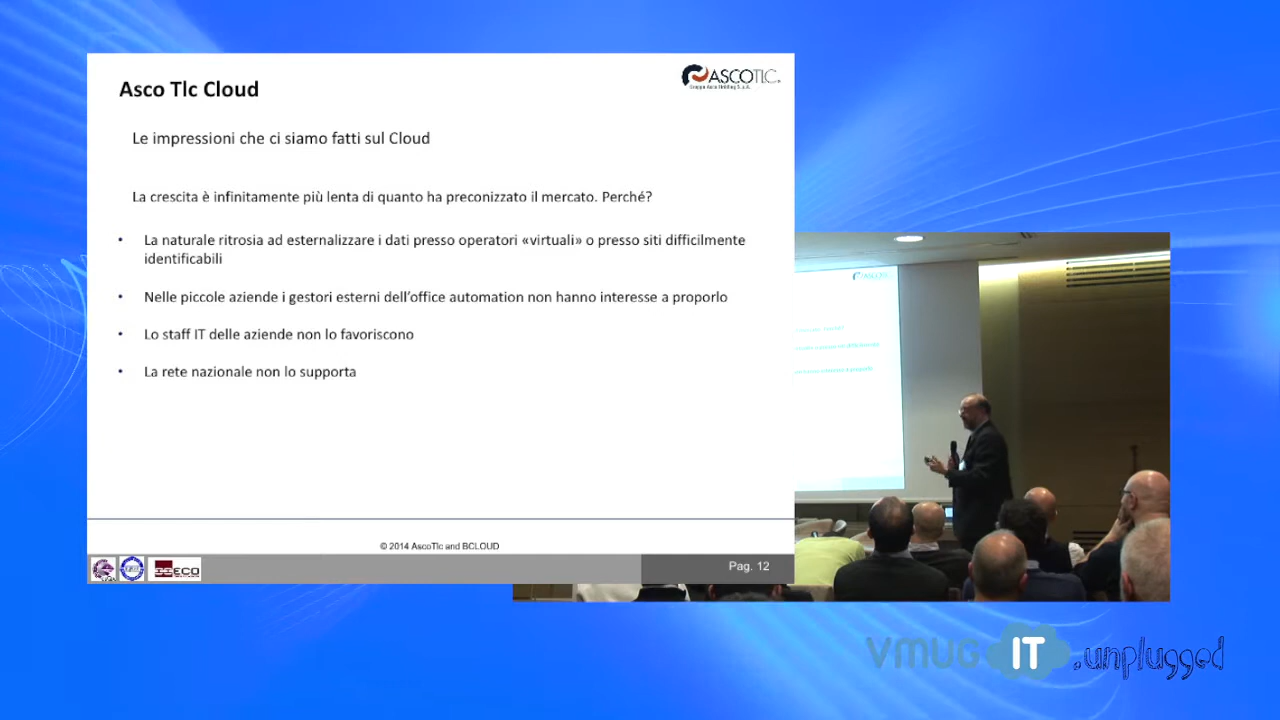 Asco Tlc Cloud
ASCOTLC
Gruppo Asco Holding S.p.A.
Le impressioni che ci siamo fatti sul Cloud
La crescita è infinitamente più lenta di quanto ha preconizzato il mercato. Perché?
• La naturale ritrosia ad esternalizzare i dati presso operatori «virtuali» o presso siti difficilmente
identificabili
• Nelle piccole aziende i gestori esterni dell’office automation non hanno interesse a proporlo
• Lo staff IT delle aziende non lo favoriscono
• La rete nazionale non lo supporta
© 2014 AscoTlc and BCLOUD
Pag. 12
VMUG IT .unplugged